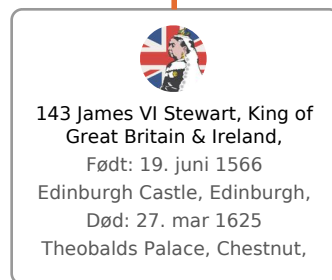 143 James VI Stewart, King of
Great Britain & Ireland,
Født: 19. juni 1566
Edinburgh Castle, Edinburgh,
Død: 27. mar 1625
Theobalds Palace, Chestnut,